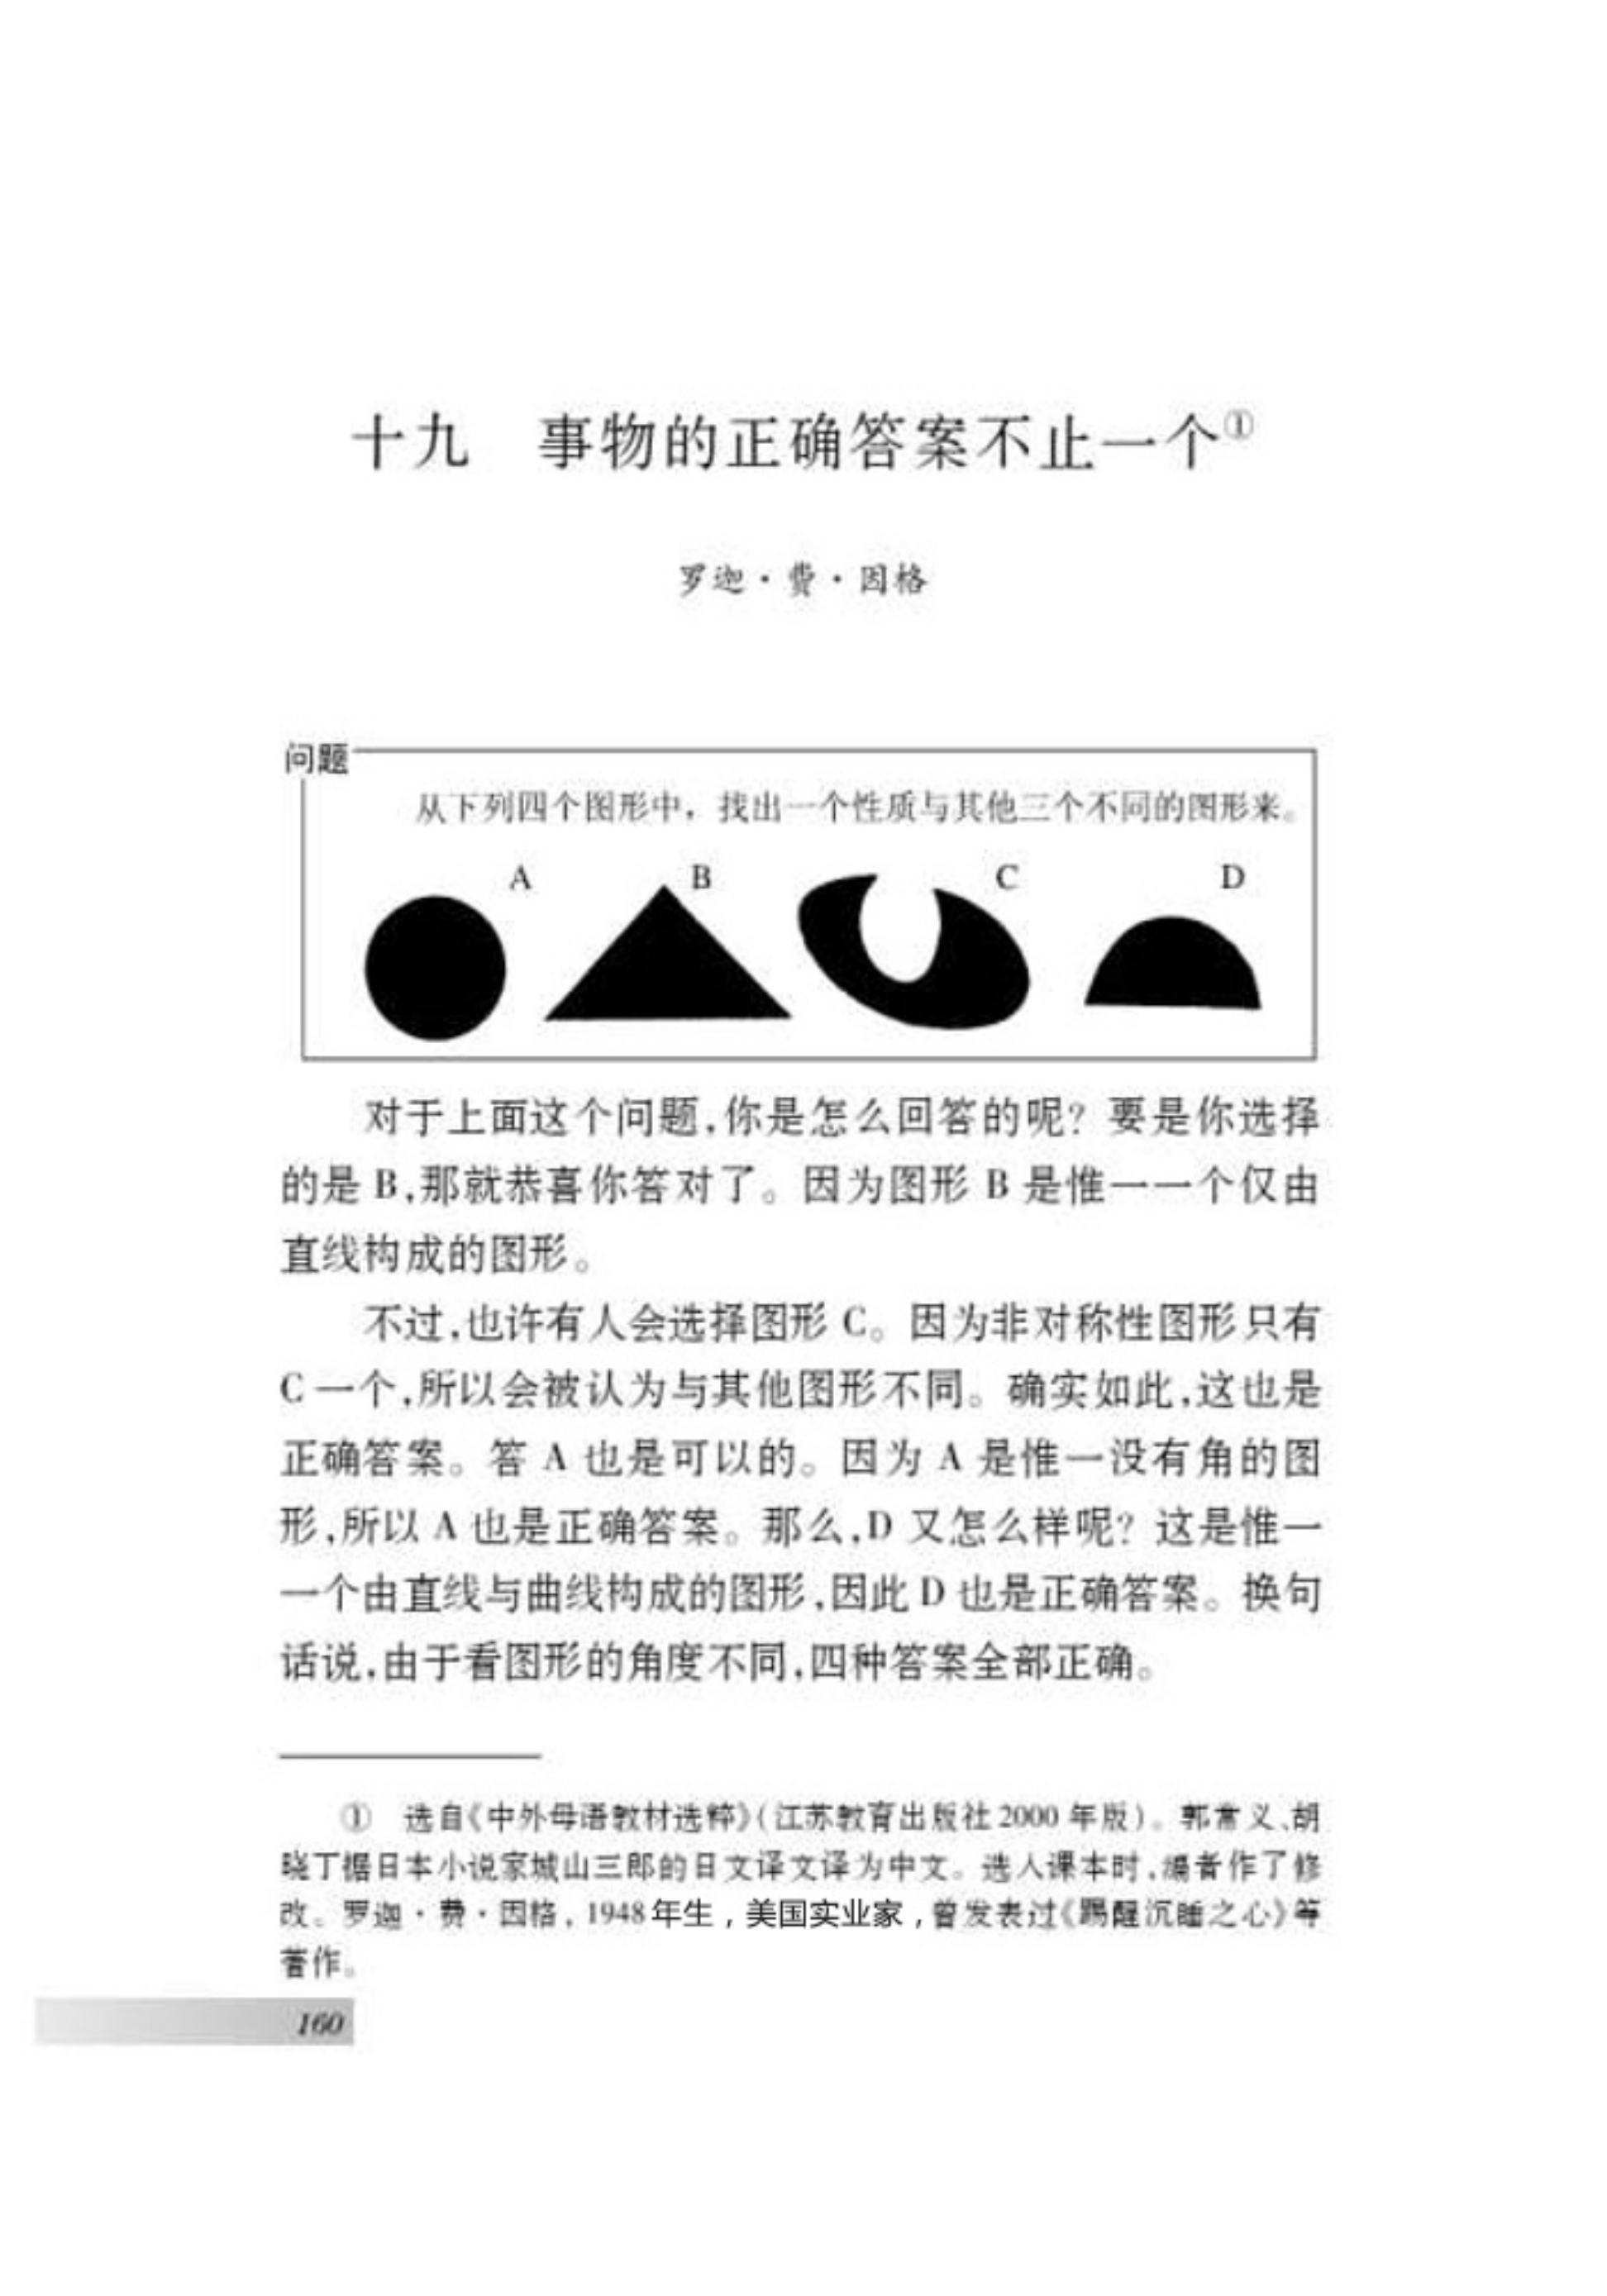 十九 事物的正确答案不止一个①
罗迦·费·因格
问题
从下列四个图形中，找出一个性质与其他三个不同的图形来。
A B C D
对于上面这个问题，你是怎么回答的呢？要是你选择
的是 B，那就恭喜你答对了。因为图形 B 是惟一一个仅由
直线构成的图形。
不过，也许有人会选择图形 C。因为非对称性图形只有
C 一个，所以会被认为与其他图形不同。确实如此，这也是
正确答案。答 A 也是可以的。因为 A 是惟一没有角的图
形，所以 A 也是正确答案。那么，D 又怎么样呢？这是惟一
一个由直线与曲线构成的图形，因此 D 也是正确答案。换句
话说，由于看图形的角度不同，四种答案全部正确。
① 选自《中外母语教材选粹》（江苏教育出版社 2000 年版）。郭常义、胡
晓丁据日本小说家城山三郎的日文译文译为中文。选入课本时，编者作了修
改。罗迦·费·因格，1948年生，美国实业家，曾发表过《踢醒沉睡之心》等
著作。
160